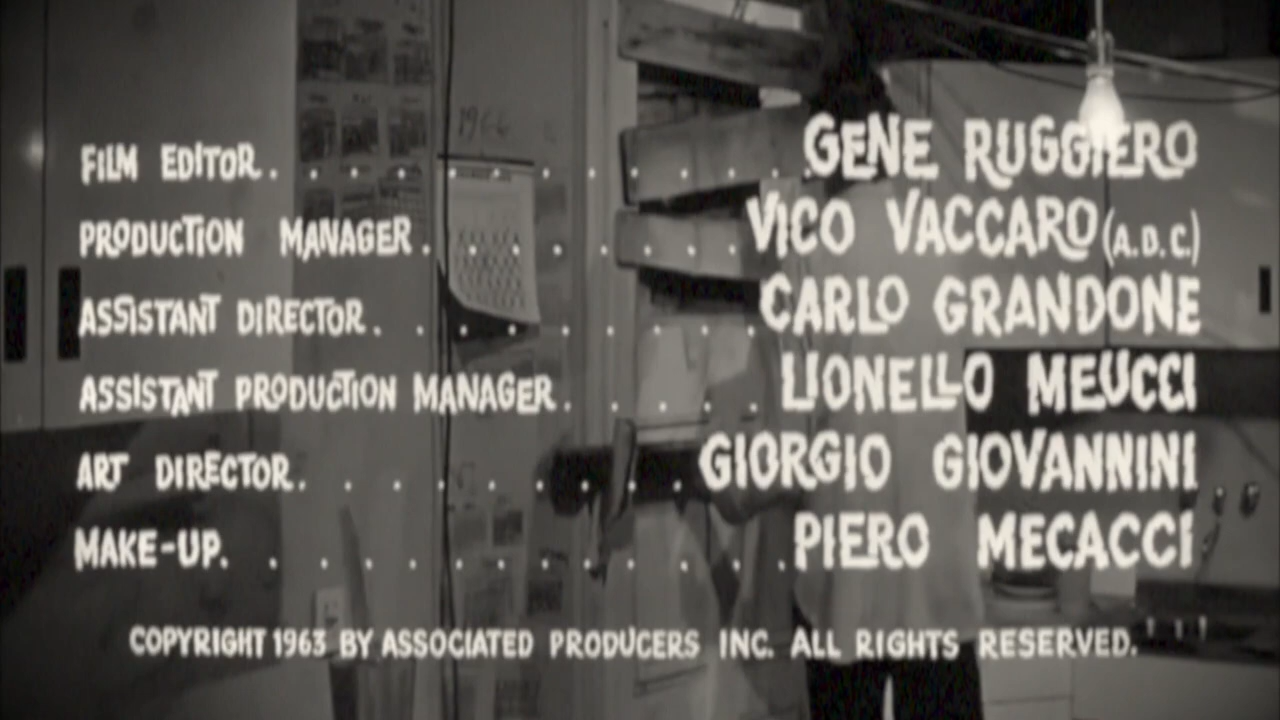 FILM EDITOR. . . . . . . . . . . . .GENE RUGGIERO
PRODUCTION MANAGER. . . . . . . .VICO VACCARO (A.D.C.)
ASSISTANT DIRECTOR. . . . . . . . .CARLO GRANDONE
ASSISTANT PRODUCTION MANAGER. . . . .LIONELLO MEUCCI
ART DIRECTOR. . . . . . . . .GIORGIO GIOVANNINI
MAKE-UP. . . . . . . . . . . . .PIERO MECACCI
COPYRIGHT 1963 BY ASSOCIATED PRODUCERS INC. ALL RIGHTS RESERVED.